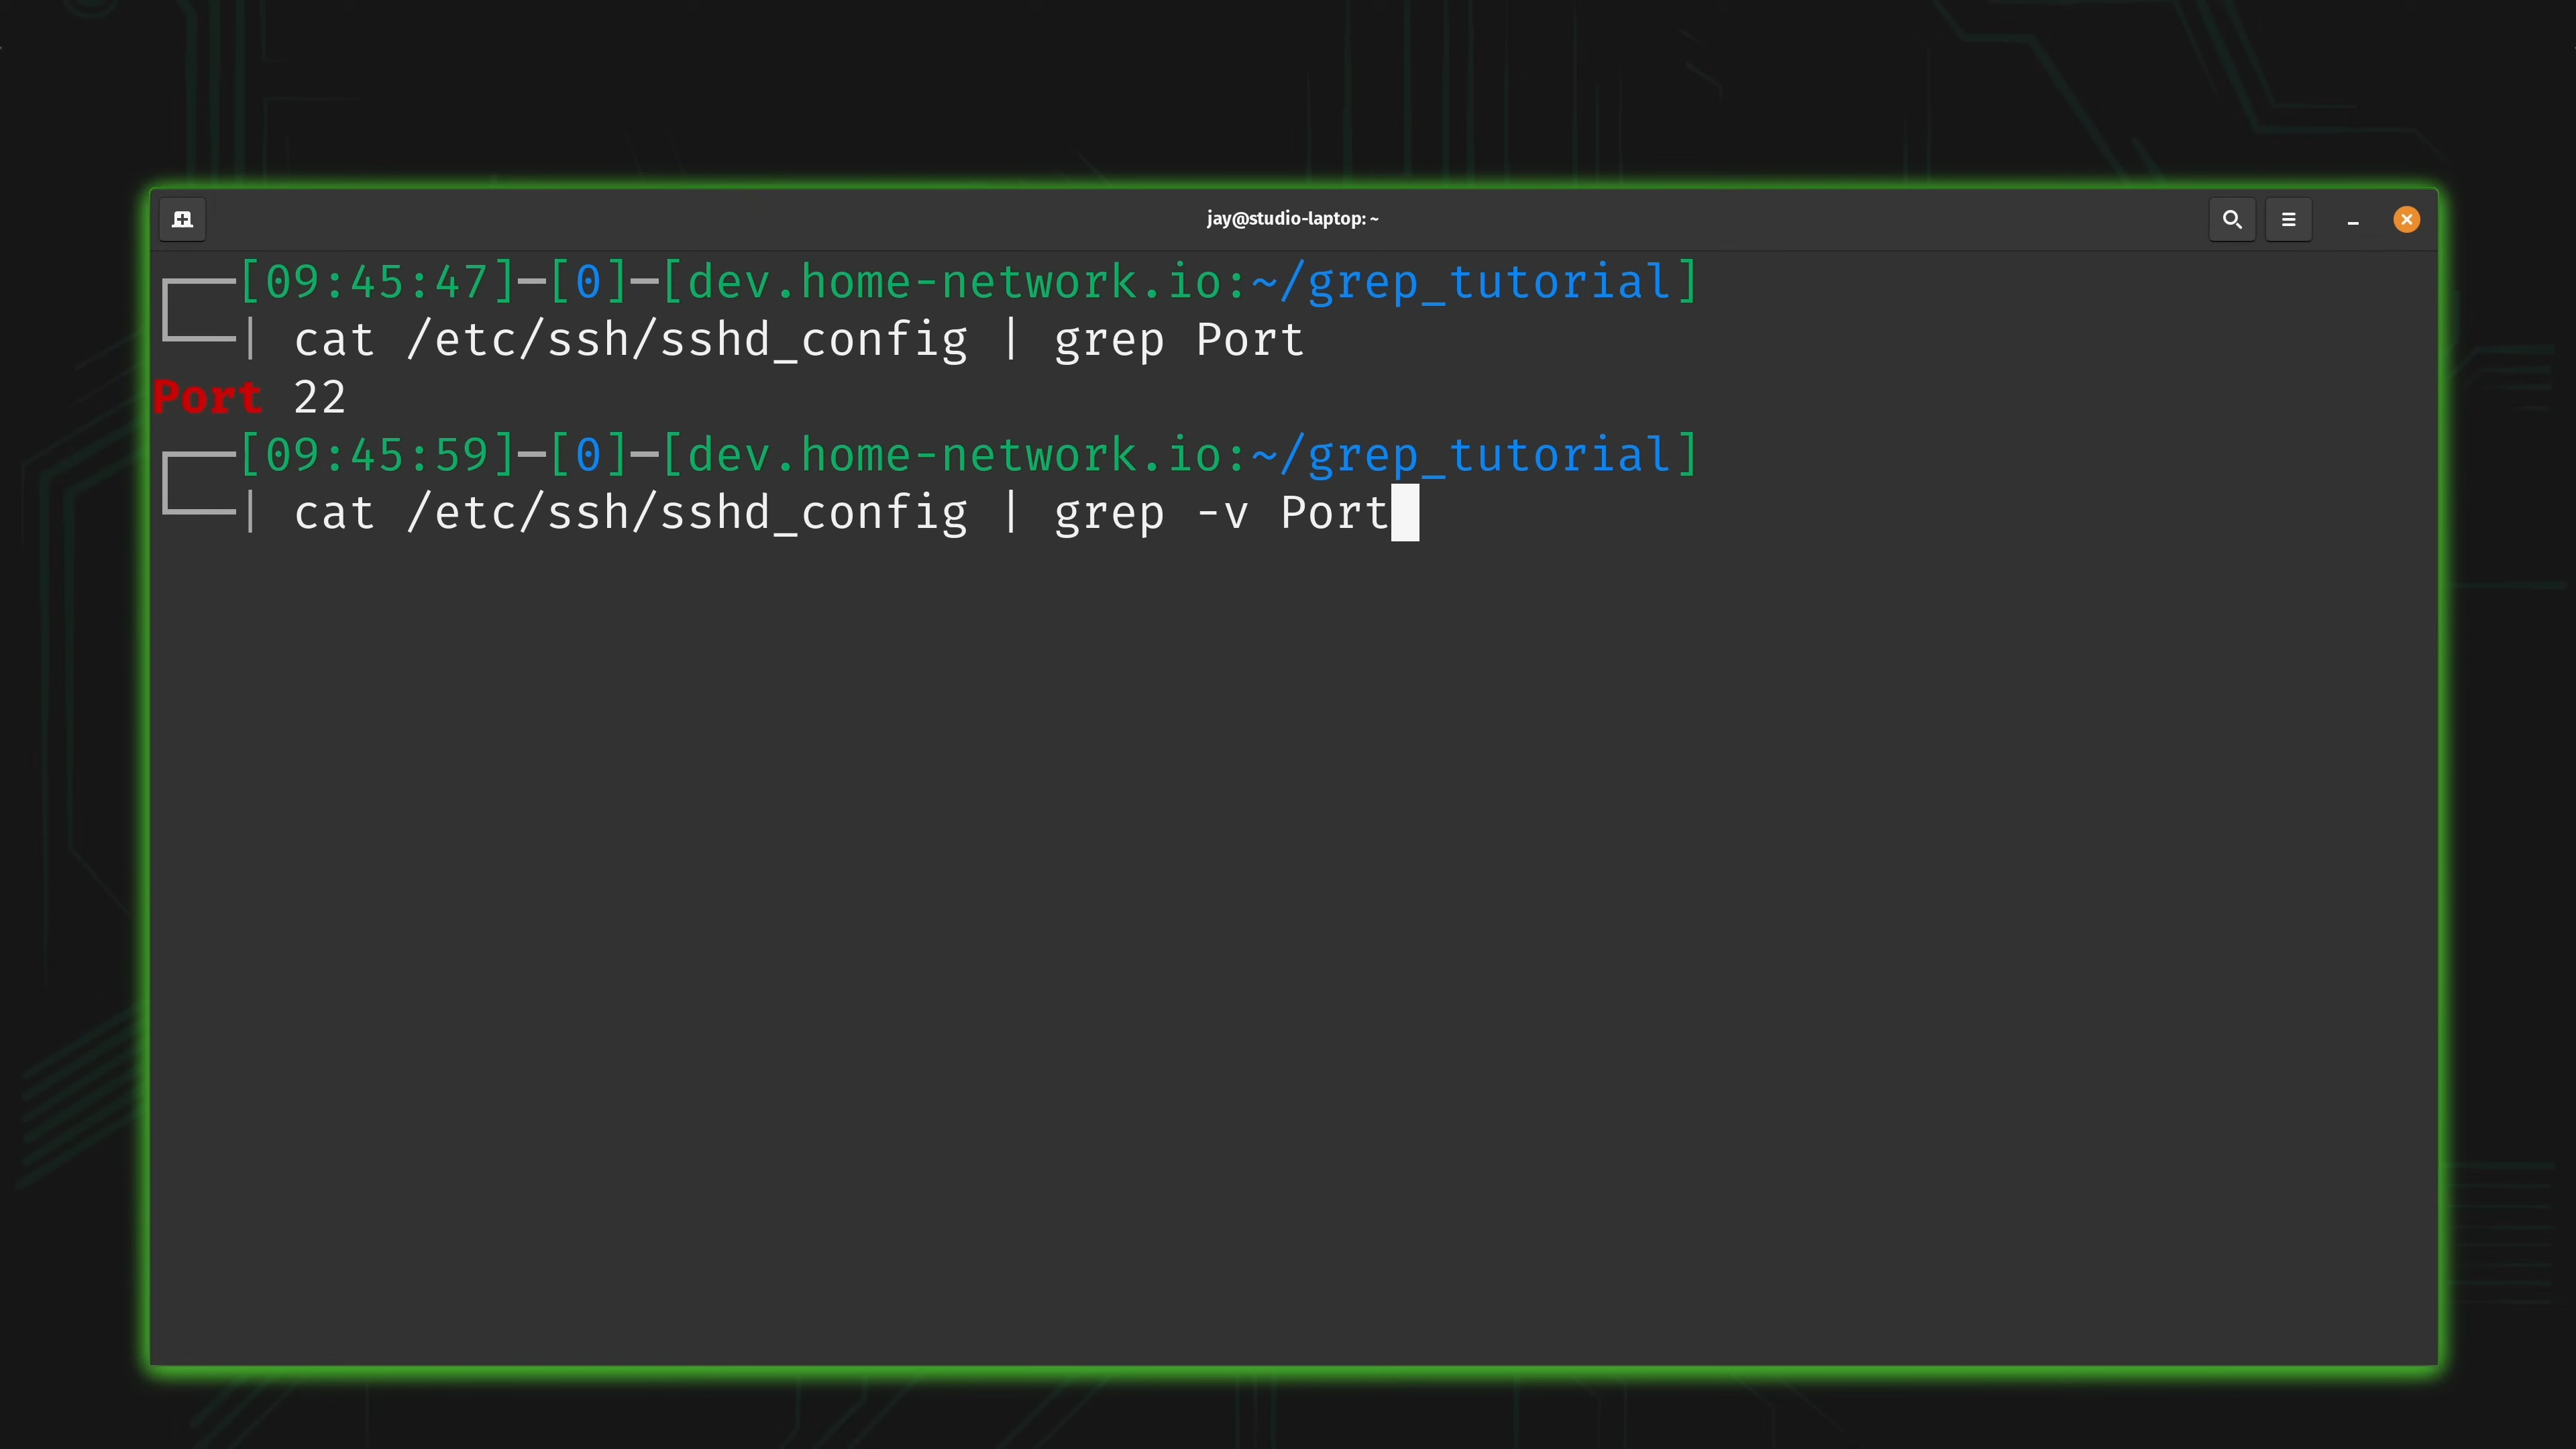 jay@studio-laptop: ~
[09:45:47]─[0]─[dev.home-network.io:~/grep_tutorial]
| cat /etc/ssh/sshd_config | grep Port
Port 22
[09:45:59]─[0]─[dev.home-network.io:~/grep_tutorial]
| cat /etc/ssh/sshd_config | grep -v Port